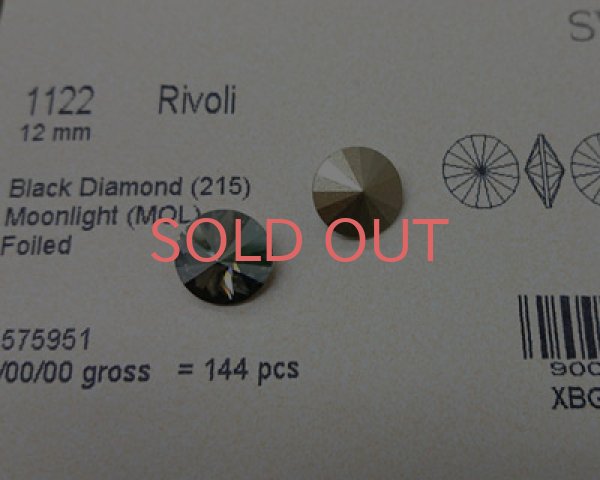 1122 Rivoli
12 mm
Black Diamond (215)
Moonlight (MOL)
Foiled
SOLD OUT
575951
/00/00 gross = 144 pcs
900
XBG